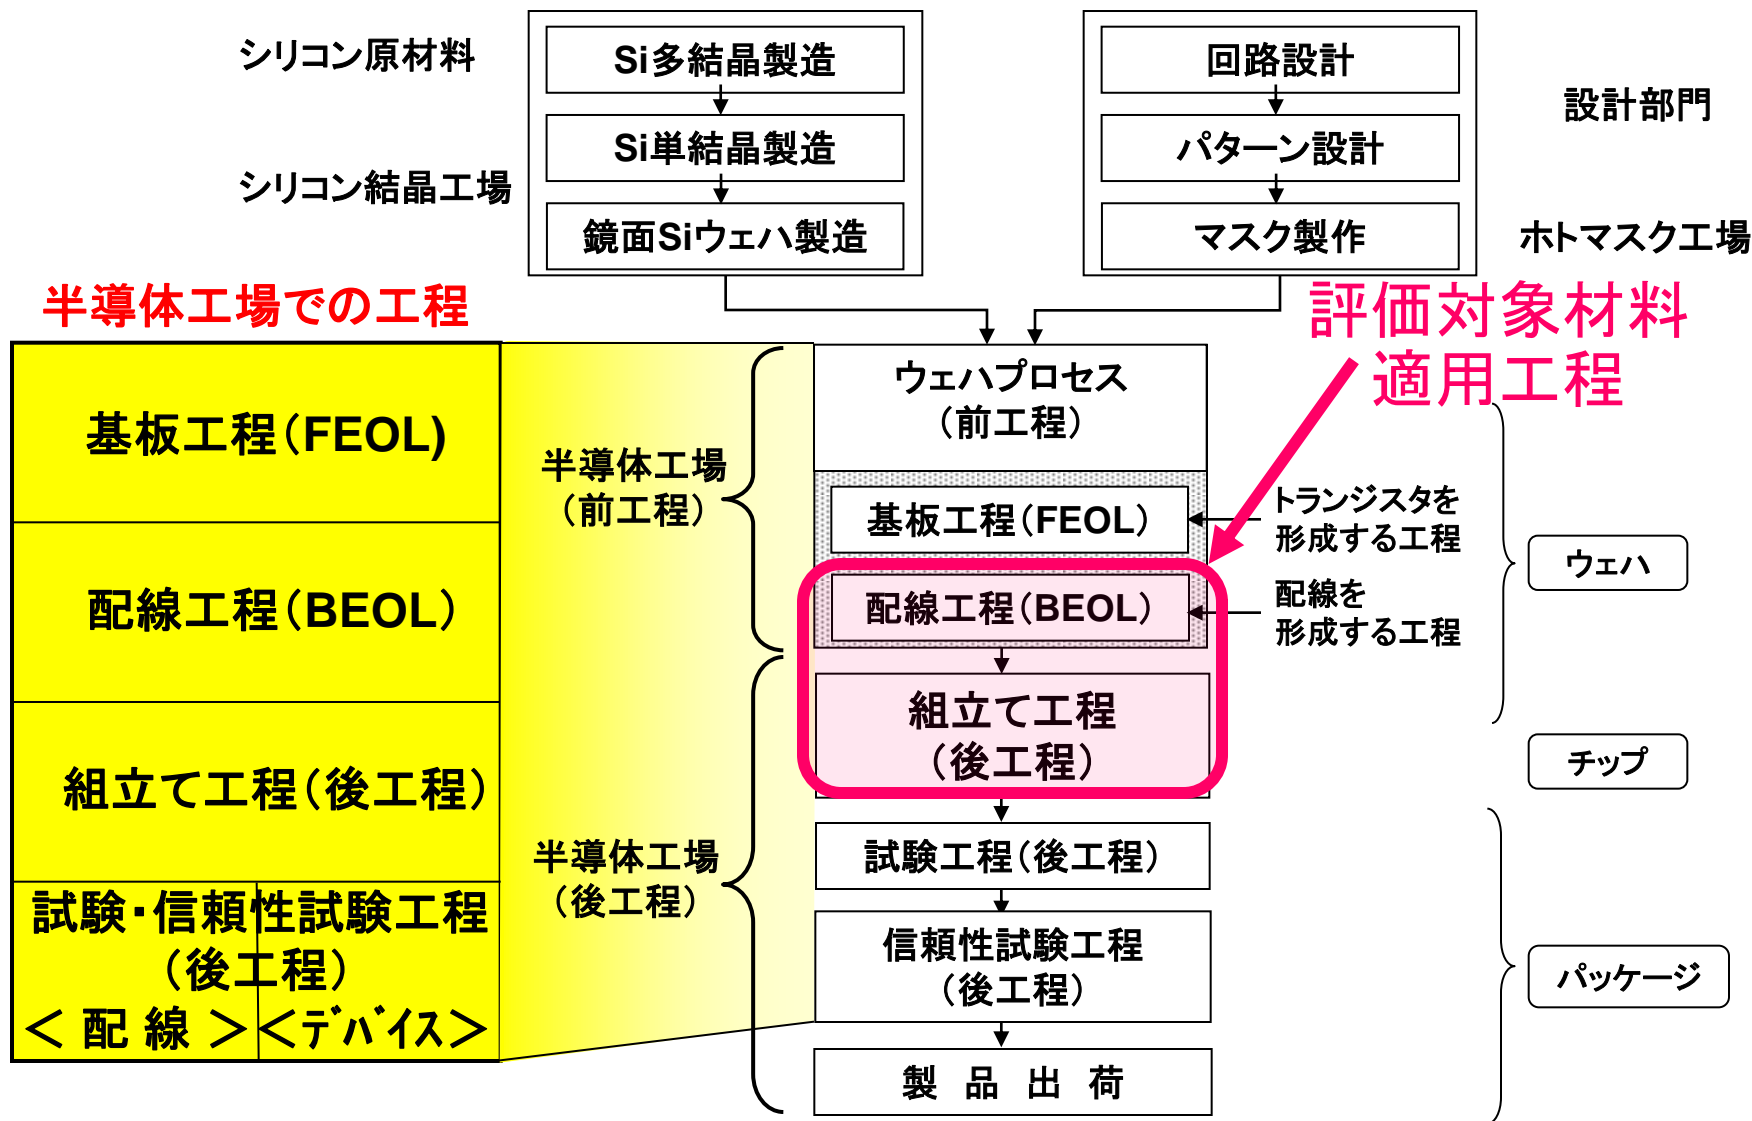 シリコン原材料
Si多結晶製造
回路設計
設計部門
Si単結晶製造
パターン設計
シリコン結晶工場
鏡面Siウェハ製造
マスク製作
ホトマスク工場
半導体工場での工程
評価対象材料
適用工程
基板工程（FEOL)
配線工程（BEOL）
組立て工程（後工程）
試験・信頼性試験工程
（後工程）
＜ 配 線 ＞
＜ﾃﾞﾊﾞｲｽ＞
半導体工場
（前工程）
半導体工場
（後工程）
ウェハプロセス
（前工程）
基板工程（FEOL）
配線工程（BEOL）
組立て工程
（後工程）
試験工程（後工程）
信頼性試験工程
（後工程）
製 品 出 荷
トランジスタを
形成する工程
配線を
形成する工程
ウェハ
チップ
パッケージ